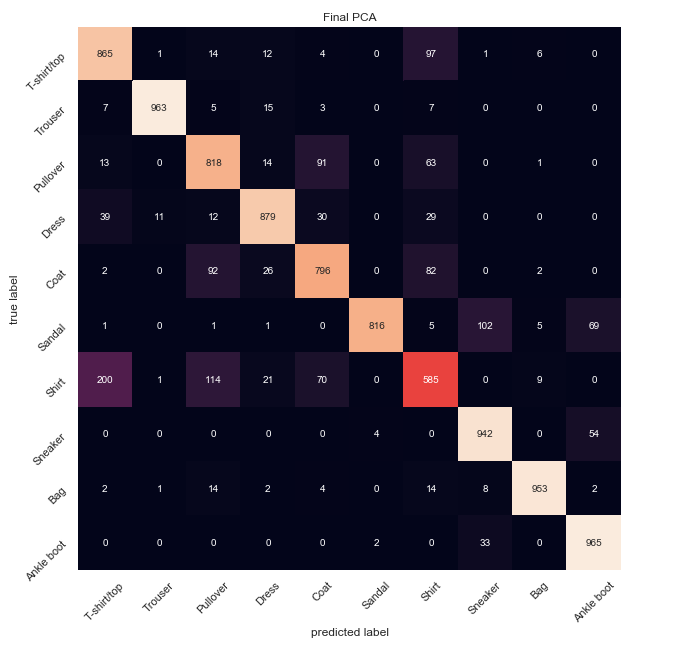 Final PCA
T-shirt/top 865 1 14 12 4 0 97 1 6 0
Trouser 7 963 5 15 3 0 7 0 0 0
Pullover 13 0 818 14 91 0 63 0 1 0
Dress 39 11 12 879 30 0 29 0 0 0
Coat 2 0 92 26 796 0 82 0 2 0
Sandal 1 0 1 1 0 816 5 102 5 69
Shirt 200 1 114 21 70 0 585 0 9 0
Sneaker 0 0 0 0 0 4 0 942 0 54
Bag 2 1 14 2 4 0 14 8 953 2
Ankle boot 0 0 0 0 0 2 0 33 0 965
true label
T-shirt/top Trouser Pullover Dress Coat Sandal Shirt Sneaker Bag Ankle boot
predicted label